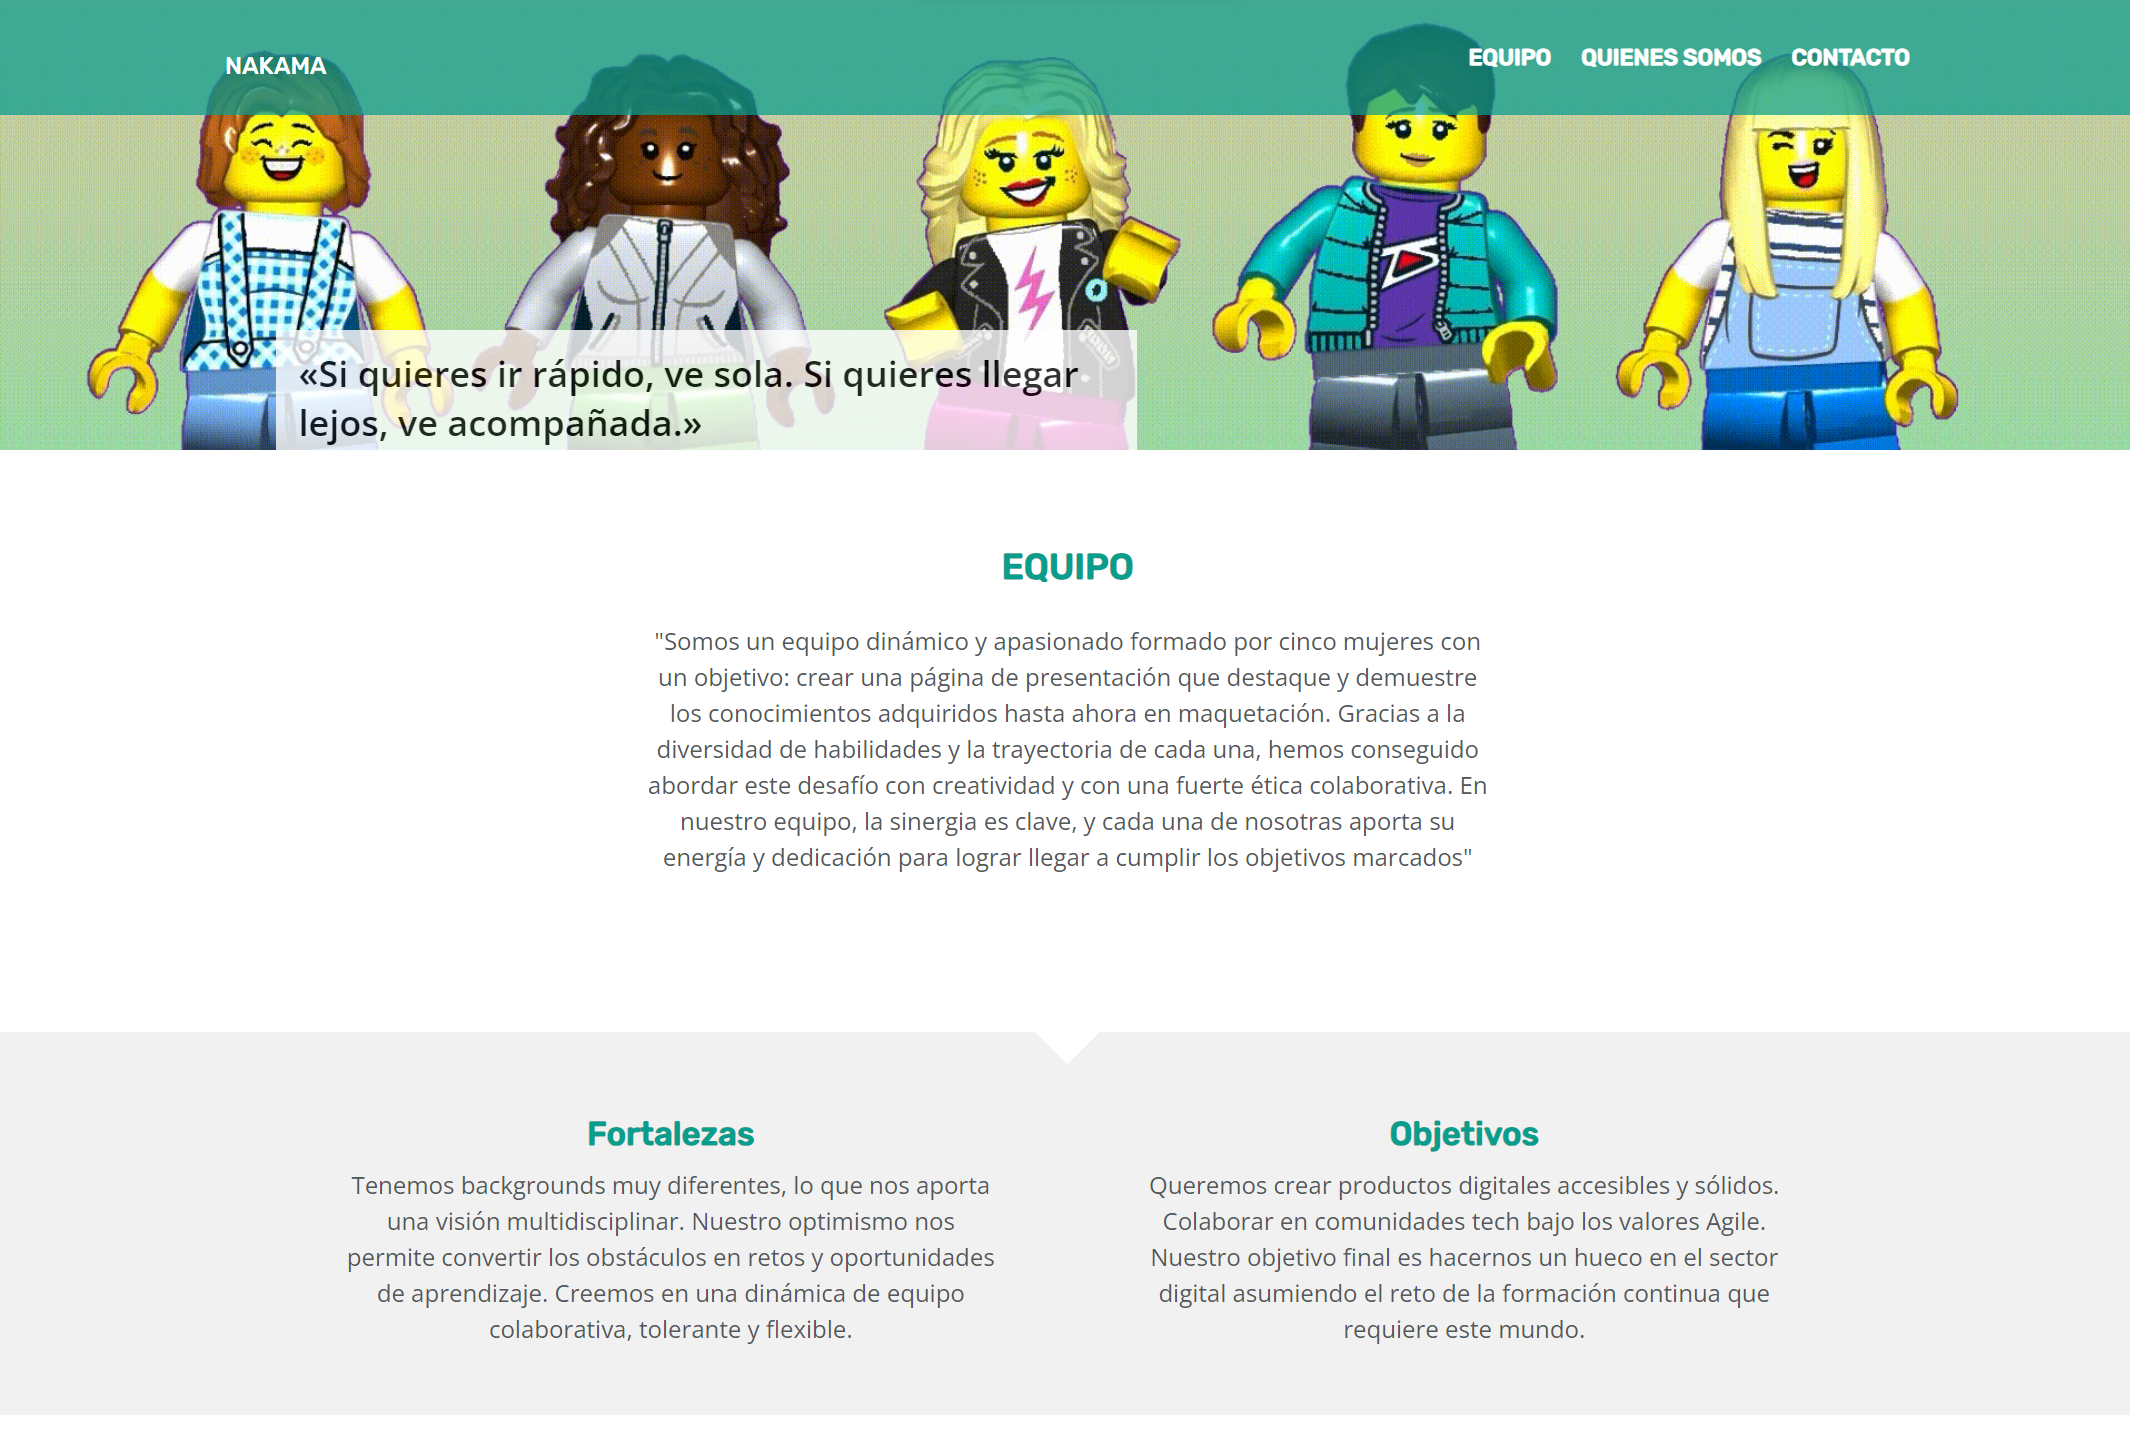 NAKAMA
EQUIPO QUIENES SOMOS CONTACTO
«Si quieres ir rápido, ve sola. Si quieres llegar
lejos, ve acompañada.»
EQUIPO
"Somos un equipo dinámico y apasionado formado por cinco mujeres con
un objetivo: crear una página de presentación que destaque y demuestre
los conocimientos adquiridos hasta ahora en maquetación. Gracias a la
diversidad de habilidades y la trayectoria de cada una, hemos conseguido
abordar este desafío con creatividad y con una fuerte ética colaborativa. En
nuestro equipo, la sinergia es clave, y cada una de nosotras aporta su
energía y dedicación para lograr llegar a cumplir los objetivos marcados"
Fortalezas
Tenemos backgrounds muy diferentes, lo que nos aporta
una visión multidisciplinar. Nuestro optimismo nos
permite convertir los obstáculos en retos y oportunidades
de aprendizaje. Creemos en una dinámica de equipo
colaborativa, tolerante y flexible.
Objetivos
Queremos crear productos digitales accesibles y sólidos.
Colaborar en comunidades tech bajo los valores Agile.
Nuestro objetivo final es hacernos un hueco en el sector
digital asumiendo el reto de la formación continua que
requiere este mundo.